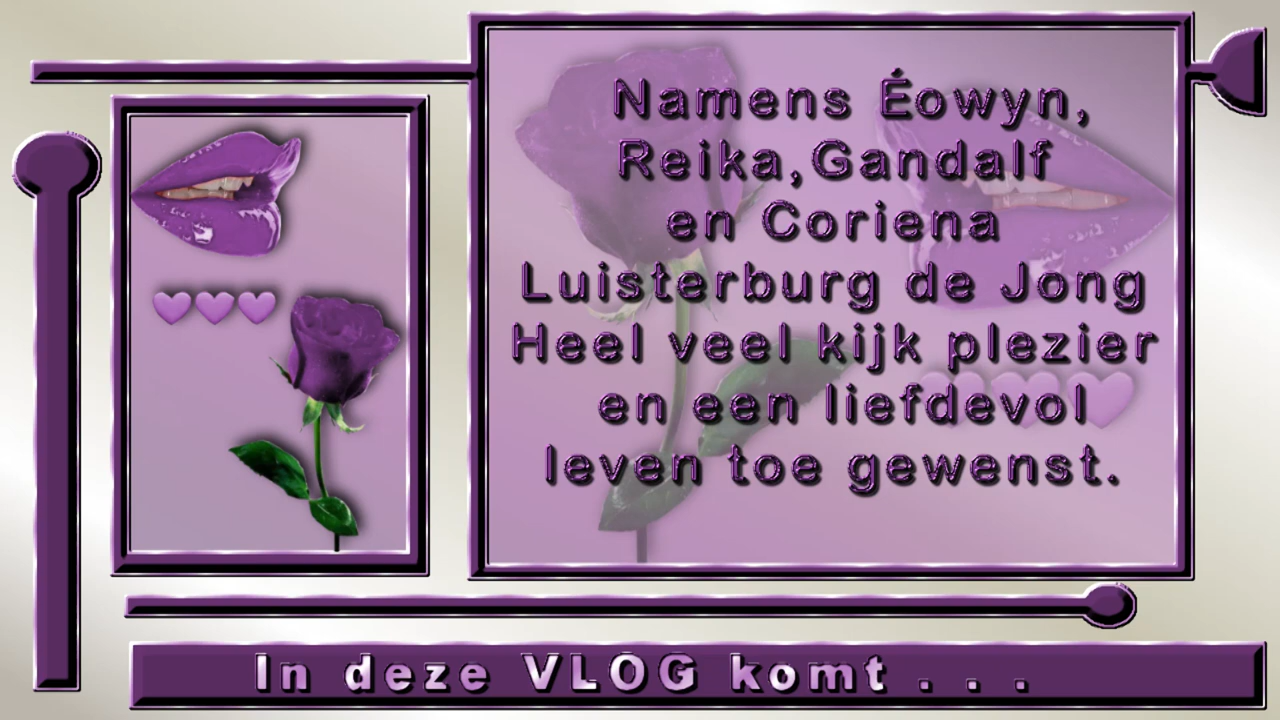 Namens Éowyn,
Reika,Gandalf
en Coriena
Luisterburg de Jong
Heel veel kijk plezier
en een liefdevol
leven toe gewenst.
In deze VLOG komt . . .